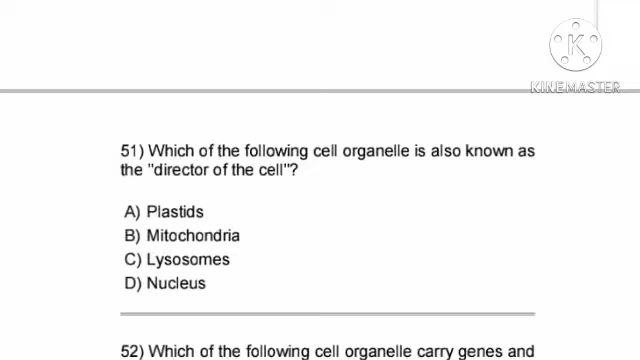 K
KINEMASTER
51) Which of the following cell organelle is also known as
the "director of the cell"?
A) Plastids
B) Mitochondria
C) Lysosomes
D) Nucleus
52) Which of the following cell organelle carry genes and